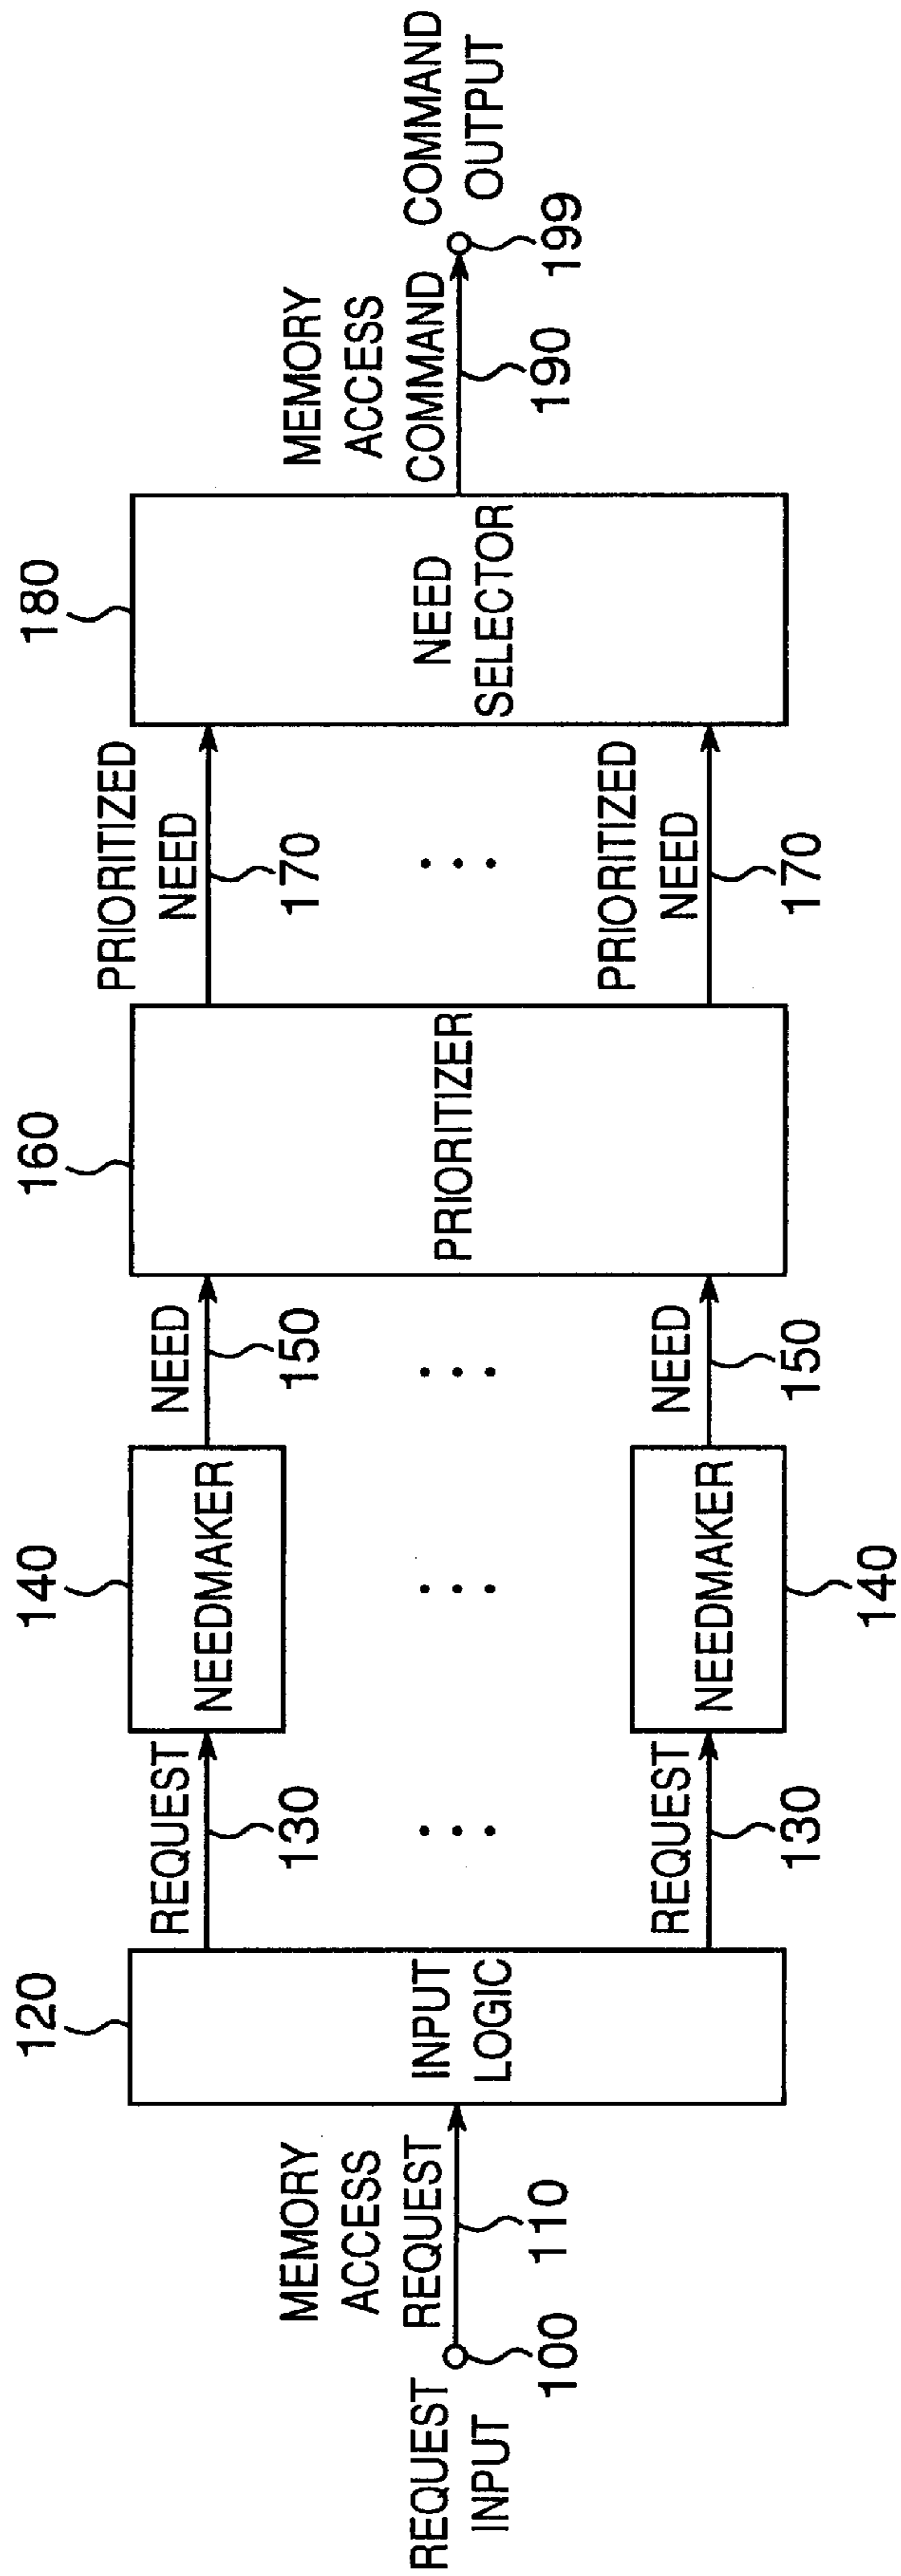 REQUEST
INPUT
100
MEMORY
ACCESS
REQUEST
110
120
INPUT
LOGIC
REQUEST
130
REQUEST
130
140
NEEDMAKER
NEEDMAKER
140
NEED
150
NEED
150
160
PRIORITIZER
PRIORITIZED
NEED
170
PRIORITIZED
NEED
170
180
NEED
SELECTOR
MEMORY
ACCESS
COMMAND
190
COMMAND
OUTPUT
199